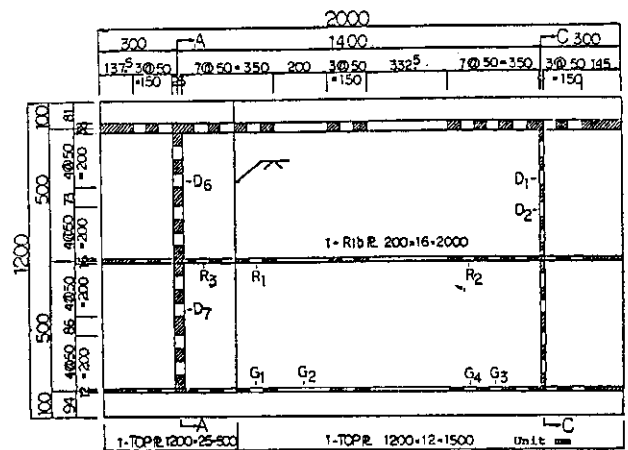 2000
300 A 1400 C 300
137.5 3@50 7@50=350 200 3@50 332.5 7@50=350 3@50 145
=150 =150 =150
100 81
1200
500 4@50 =200 73 4@50 =200
500 4@50 =200 86 4@50 =200
100 94 12
D6 D1
D2
1-Rib PL 200×16×2000
R3 R1 R2
D7
G1 G2 G4 G3
A C
1-TOP PL 1200×25×500 1-TOP PL 1200×12×1500 Unit mm